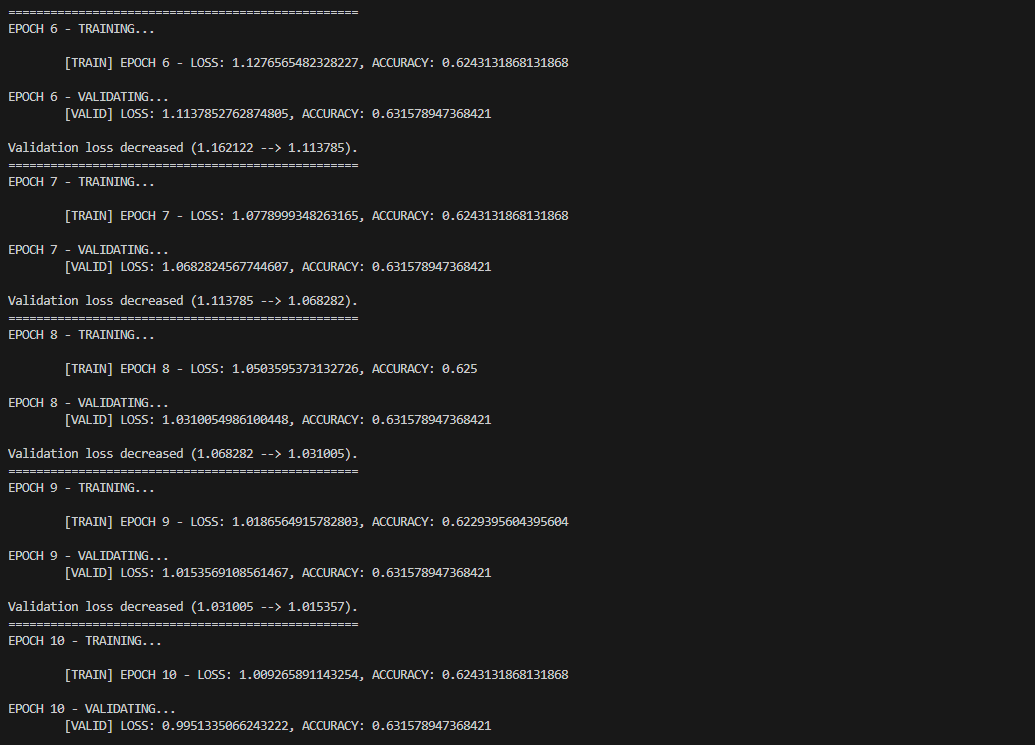 ==================================================
EPOCH 6 - TRAINING...
[TRAIN] EPOCH 6 - LOSS: 1.1276565482328227, ACCURACY: 0.6243131868131868
EPOCH 6 - VALIDATING...
[VALID] LOSS: 1.1137852762874805, ACCURACY: 0.631578947368421
Validation loss decreased (1.162122 --> 1.113785).
==================================================
EPOCH 7 - TRAINING...
[TRAIN] EPOCH 7 - LOSS: 1.0778999348263165, ACCURACY: 0.6243131868131868
EPOCH 7 - VALIDATING...
[VALID] LOSS: 1.0682824567744607, ACCURACY: 0.631578947368421
Validation loss decreased (1.113785 --> 1.068282).
==================================================
EPOCH 8 - TRAINING...
[TRAIN] EPOCH 8 - LOSS: 1.0503595373132726, ACCURACY: 0.625
EPOCH 8 - VALIDATING...
[VALID] LOSS: 1.0310054986100448, ACCURACY: 0.631578947368421
Validation loss decreased (1.068282 --> 1.031005).
==================================================
EPOCH 9 - TRAINING...
[TRAIN] EPOCH 9 - LOSS: 1.0186564915782803, ACCURACY: 0.6229395604395604
EPOCH 9 - VALIDATING...
[VALID] LOSS: 1.0153569108561467, ACCURACY: 0.631578947368421
Validation loss decreased (1.031005 --> 1.015357).
==================================================
EPOCH 10 - TRAINING...
[TRAIN] EPOCH 10 - LOSS: 1.009265891143254, ACCURACY: 0.6243131868131868
EPOCH 10 - VALIDATING...
[VALID] LOSS: 0.9951335066243222, ACCURACY: 0.631578947368421